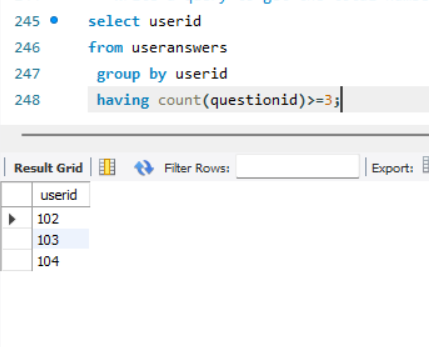 245 select userid
246 from useranswers
247 group by userid
248 having count(questionid)>=3;
Result Grid Filter Rows: Export:
userid
102
103
104